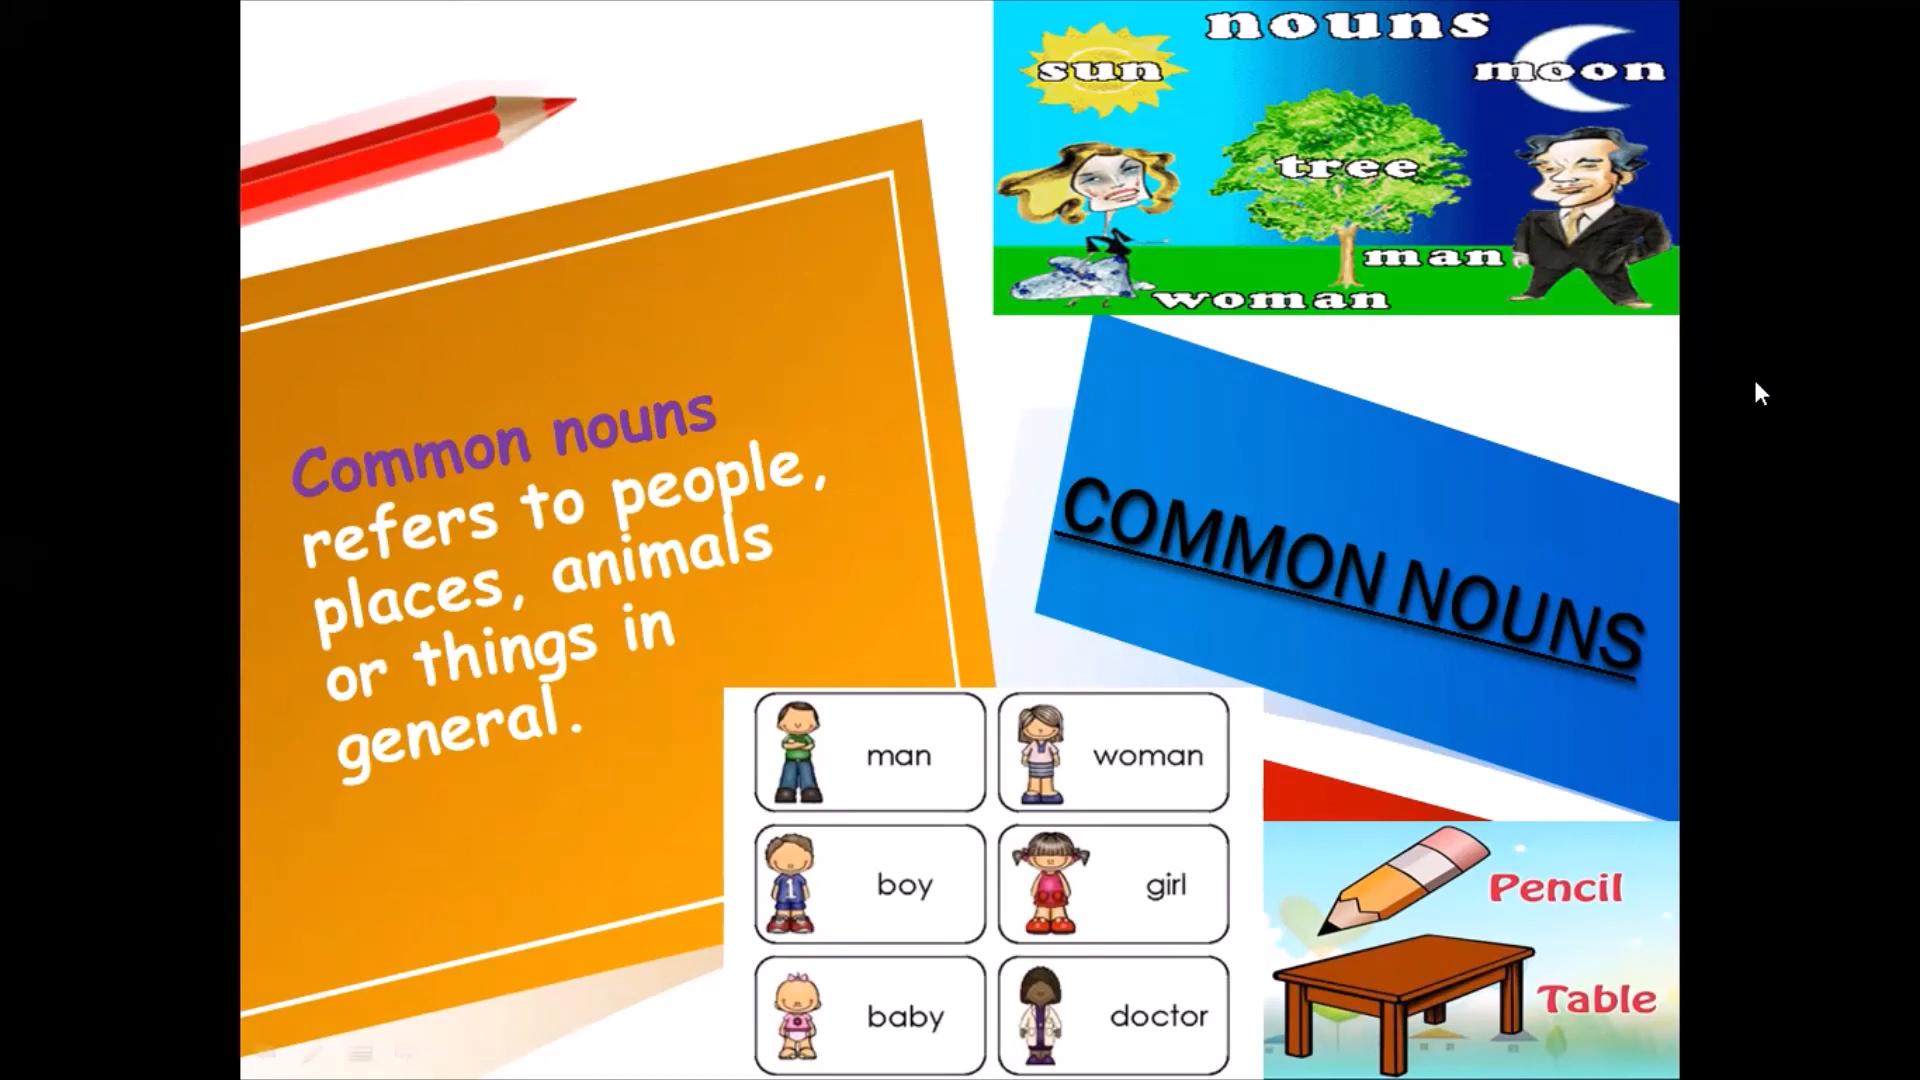 nouns
sun
moon
tree
man
woman
Common nouns
refers to people,
places, animals
or things in
general.
COMMON NOUNS
man
woman
boy
1
girl
baby
doctor
Pencil
Table